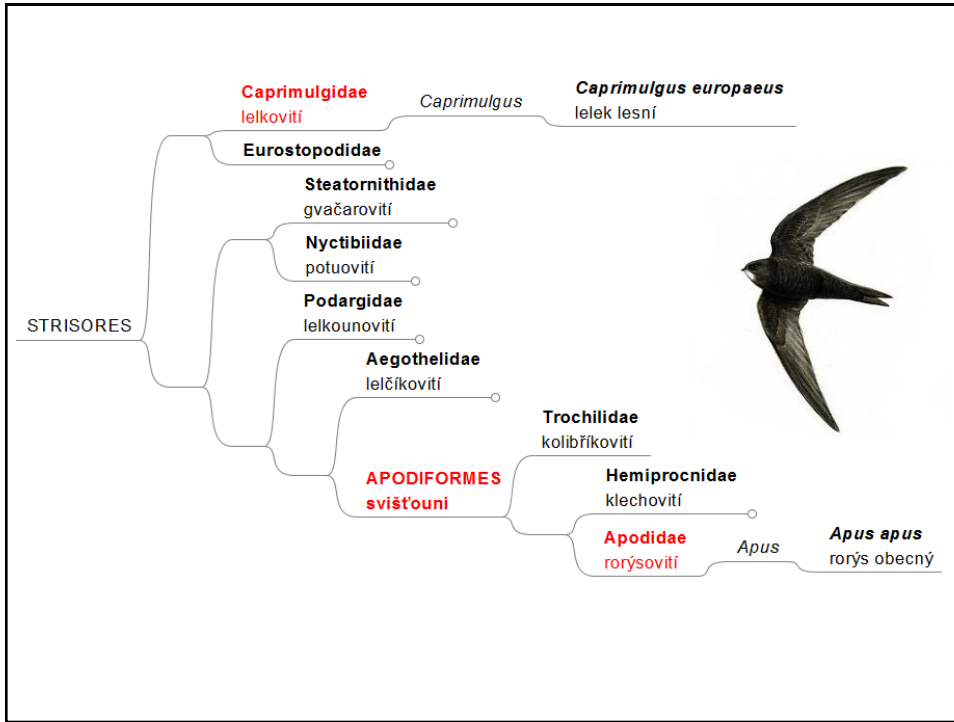 Caprimulgidae
lelkovití
Caprimulgus
Caprimulgus europaeus
lelek lesní
Eurostopodidae
Steatornithidae
gvačarovití
Nyctibiidae
potuovití
Podargidae
lelkounovití
STRISORES
Aegothelidae
lelčíkovití
Trochilidae
kolibříkovití
APODIFORMES
svišťouni
Hemiprocnidae
klechovití
Apodidae
rorýsovití
Apus
Apus apus
rorýs obecný